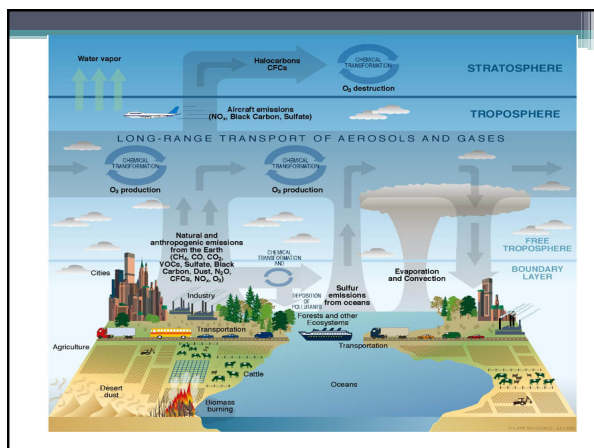 Water vapor
Halocarbons
CFCs
CHEMICAL
TRANSFORMATION
O₃ destruction
STRATOSPHERE
Aircraft emissions
(NOₓ, Black Carbon, Sulfate)
TROPOSPHERE
LONG-RANGE TRANSPORT OF AEROSOLS AND GASES
CHEMICAL
TRANSFORMATION
O₃ production
CHEMICAL
TRANSFORMATION
O₃ production
Natural and
anthropogenic emissions
from the Earth
(CH₄, CO, CO₂,
VOCs, Sulfate, Black
Carbon, Dust, N₂O,
CFCs, NOₓ, O₃)
CHEMICAL
TRANSFORMATION
AND
DEPOSITION
OF
POLLUTANTS
Sulfur
emissions
from oceans
Evaporation
and Convection
FREE
TROPOSPHERE
BOUNDARY
LAYER
Cities
Industry
Forests and other
Ecosystems
Transportation
Transportation
Agriculture
Cattle
Desert
dust
Biomass
burning
Oceans